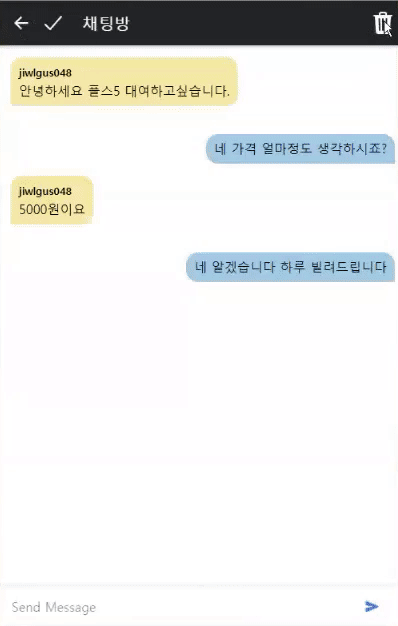 채팅방
jiwlgus048
안녕하세요 플스5 대여하고싶습니다.
네 가격 얼마정도 생각하시죠?
jiwlgus048
5000원이요
네 알겠습니다 하루 빌려드립니다
Send Message